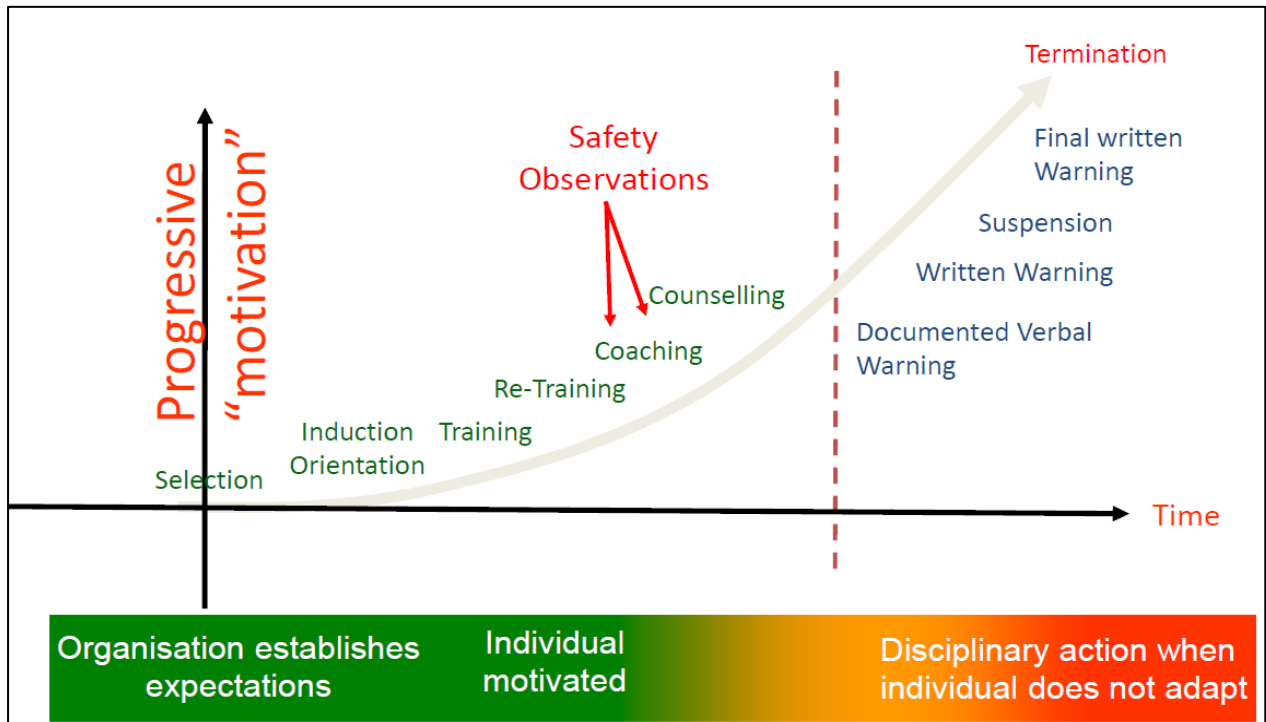 Termination
Final written
Warning
Suspension
Written Warning
Documented Verbal
Warning
Safety
Observations
Counselling
Coaching
Re-Training
Training
Induction
Orientation
Selection
Progressive
“motivation”
Time
Organisation establishes
expectations
Individual
motivated
Disciplinary action when
individual does not adapt